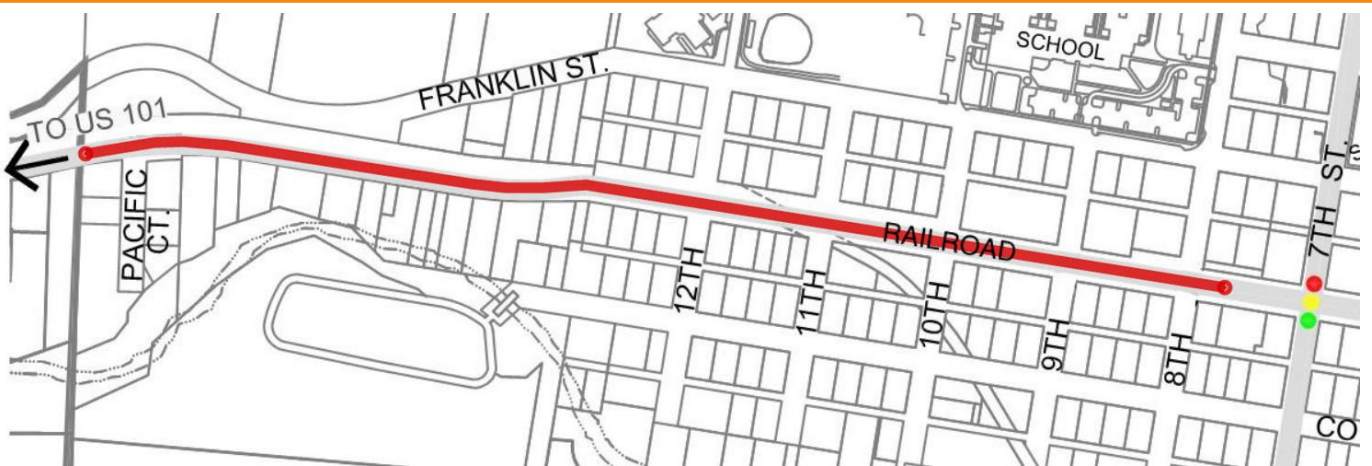 SCHOOL
FRANKLIN ST.
TO US 101
7TH ST.
PACIFIC
CT.
RAILROAD
12TH
11TH
10TH
9TH
8TH
CO